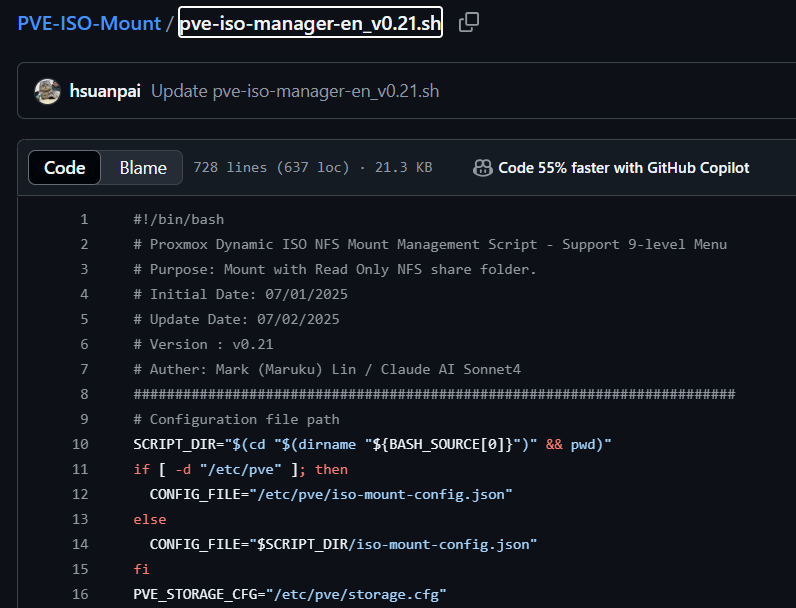 PVE-ISO-Mount / pve-iso-manager-en_v0.21.sh
hsuanpai Update pve-iso-manager-en_v0.21.sh
Code Blame 728 lines (637 loc) · 21.3 KB Code 55% faster with GitHub Copilot
1 #!/bin/bash
2 # Proxmox Dynamic ISO NFS Mount Management Script - Support 9-level Menu
3 # Purpose: Mount with Read Only NFS share folder.
4 # Initial Date: 07/01/2025
5 # Update Date: 07/02/2025
6 # Version : v0.21
7 # Auther: Mark (Maruku) Lin / Claude AI Sonnet4
8 #########################################################################
9 # Configuration file path
10 SCRIPT_DIR="$(cd "$(dirname "${BASH_SOURCE[0]}")" && pwd)"
11 if [ -d "/etc/pve" ]; then
12 CONFIG_FILE="/etc/pve/iso-mount-config.json"
13 else
14 CONFIG_FILE="$SCRIPT_DIR/iso-mount-config.json"
15 fi
16 PVE_STORAGE_CFG="/etc/pve/storage.cfg"